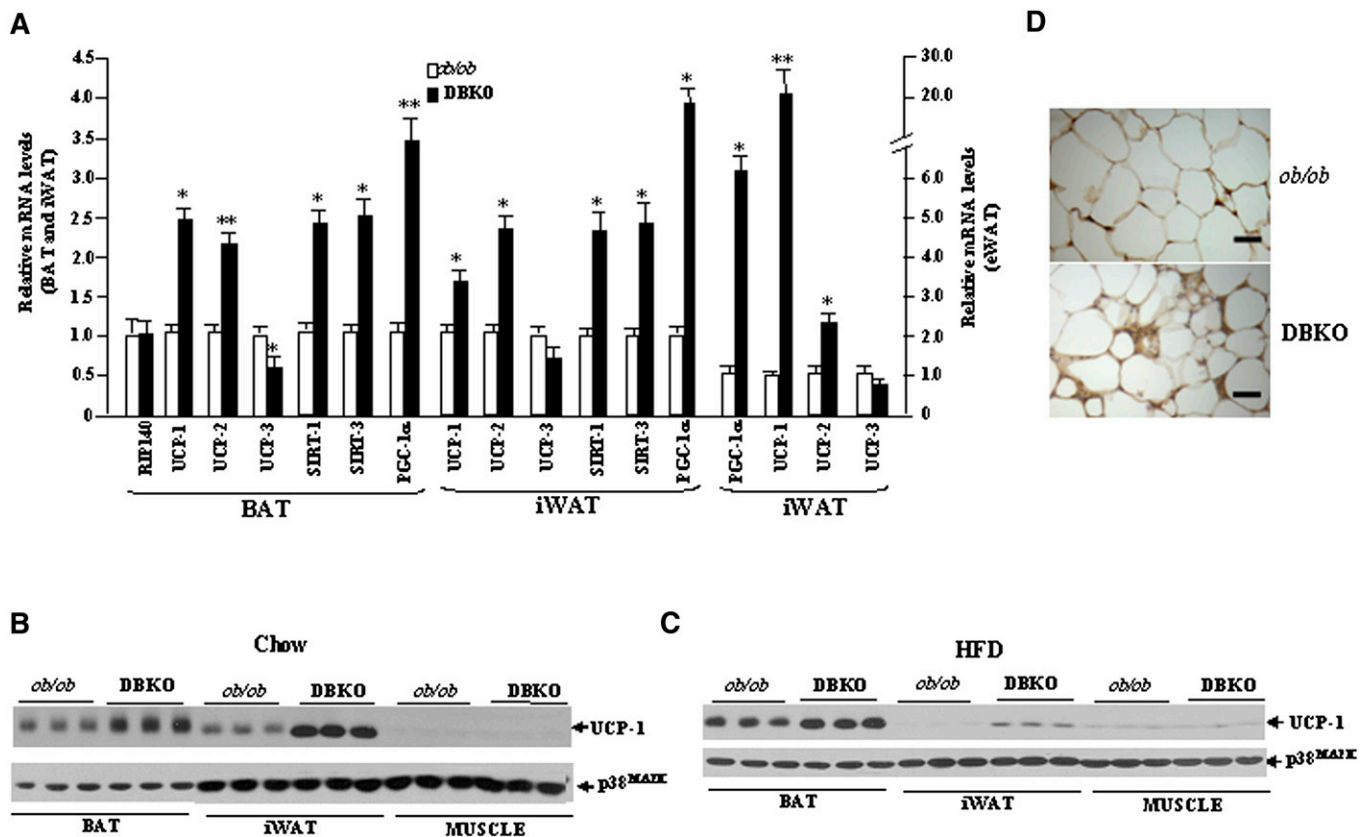 A
4.5
4.0
3.5
3.0
2.5
2.0
1.5
1.0
0.5
0
Relative mRNA levels
(BAT and iWAT)
ob/ob
DBKO
* ** * * * ** * * * * * * ** *
30.0
20.0
6.0
5.0
4.0
3.0
2.0
1.0
0
Relative mRNA levels
(eWAT)
RIP140 UCP-1 UCP-2 UCP-3 SIRT-1 SIRT-3 PGC-1α UCP-1 UCP-2 UCP-3 SIRT-1 SIRT-3 PGC-1α PGC-1α UCP-1 UCP-2 UCP-3
BAT iWAT iWAT
D
ob/ob
DBKO
B
Chow
ob/ob DBKO ob/ob DBKO ob/ob DBKO
UCP-1
p38MAPK
BAT iWAT MUSCLE
C
HFD
ob/ob DBKO ob/ob DBKO ob/ob DBKO
UCP-1
p38MAPK
BAT iWAT MUSCLE